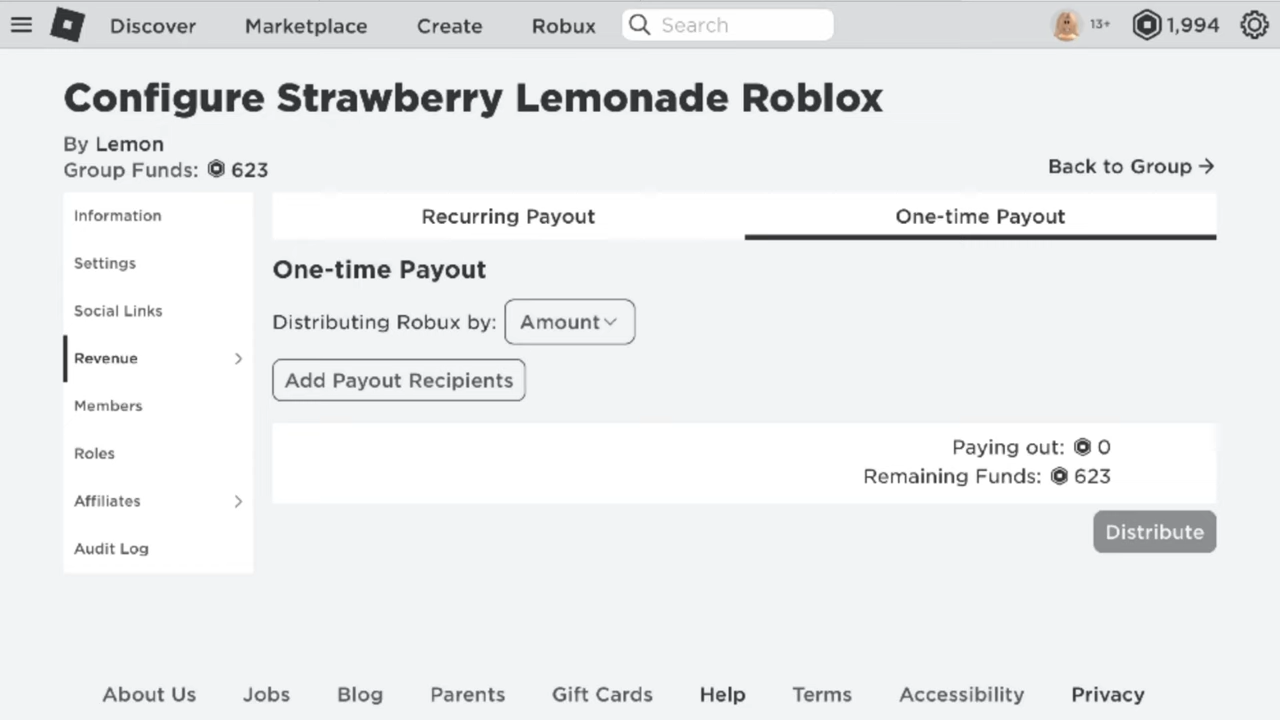 Discover Marketplace Create Robux Search 13+ 1,994
Configure Strawberry Lemonade Roblox
By Lemon
Group Funds: 623
Back to Group →
Information
Settings
Social Links
Revenue
Members
Roles
Affiliates
Audit Log
Recurring Payout One-time Payout
One-time Payout
Distributing Robux by: Amount
Add Payout Recipients
Paying out: 0
Remaining Funds: 623
Distribute
About Us Jobs Blog Parents Gift Cards Help Terms Accessibility Privacy